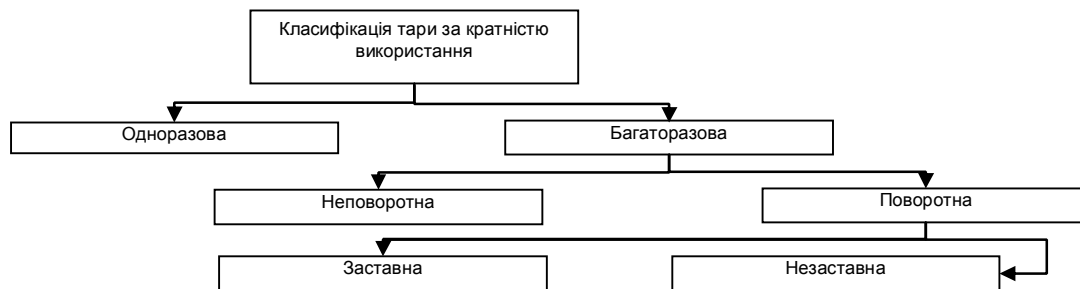 Класифікація тари за кратністю
використання
Одноразова
Багаторазова
Неповоротна
Поворотна
Заставна
Незаставна